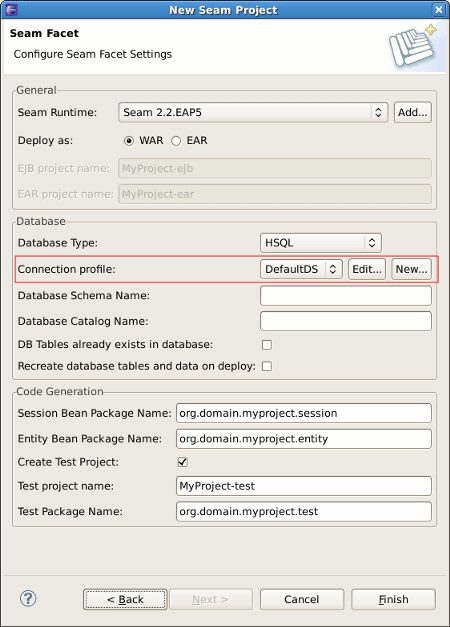 New Seam Project
Seam Facet
Configure Seam Facet Settings
General
Seam Runtime: Seam 2.2.EAP5 Add...
Deploy as: WAR EAR
EJB project name: MyProject-ejb
EAR project name: MyProject-ear
Database
Database Type: HSQL
Connection profile: DefaultDS Edit... New...
Database Schema Name:
Database Catalog Name:
DB Tables already exists in database:
Recreate database tables and data on deploy:
Code Generation
Session Bean Package Name: org.domain.myproject.session
Entity Bean Package Name: org.domain.myproject.entity
Create Test Project:
Test project name: MyProject-test
Test Package Name: org.domain.myproject.test
? < Back Next > Cancel Finish